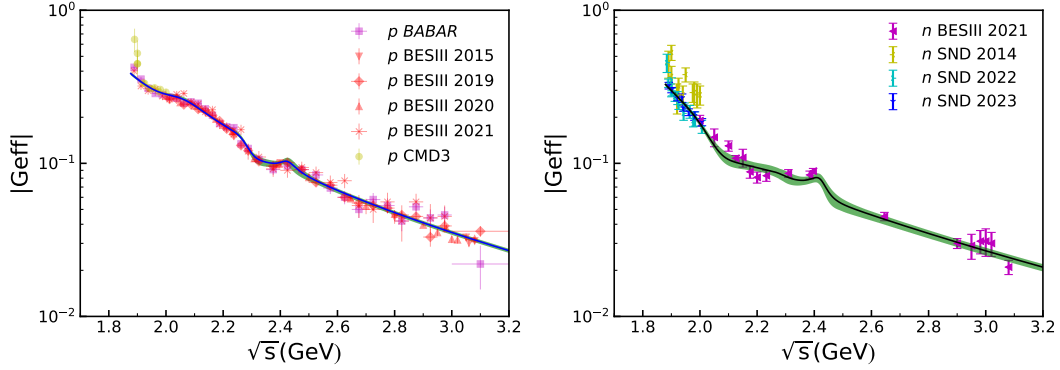 10⁰
10⁻¹
10⁻²
|Geff|
p BABAR
p BESIII 2015
p BESIII 2019
p BESIII 2020
p BESIII 2021
p CMD3
1.8 2.0 2.2 2.4 2.6 2.8 3.0 3.2
√s(GeV)
10⁰
10⁻¹
10⁻²
|Geff|
n BESIII 2021
n SND 2014
n SND 2022
n SND 2023
1.8 2.0 2.2 2.4 2.6 2.8 3.0 3.2
√s(GeV)